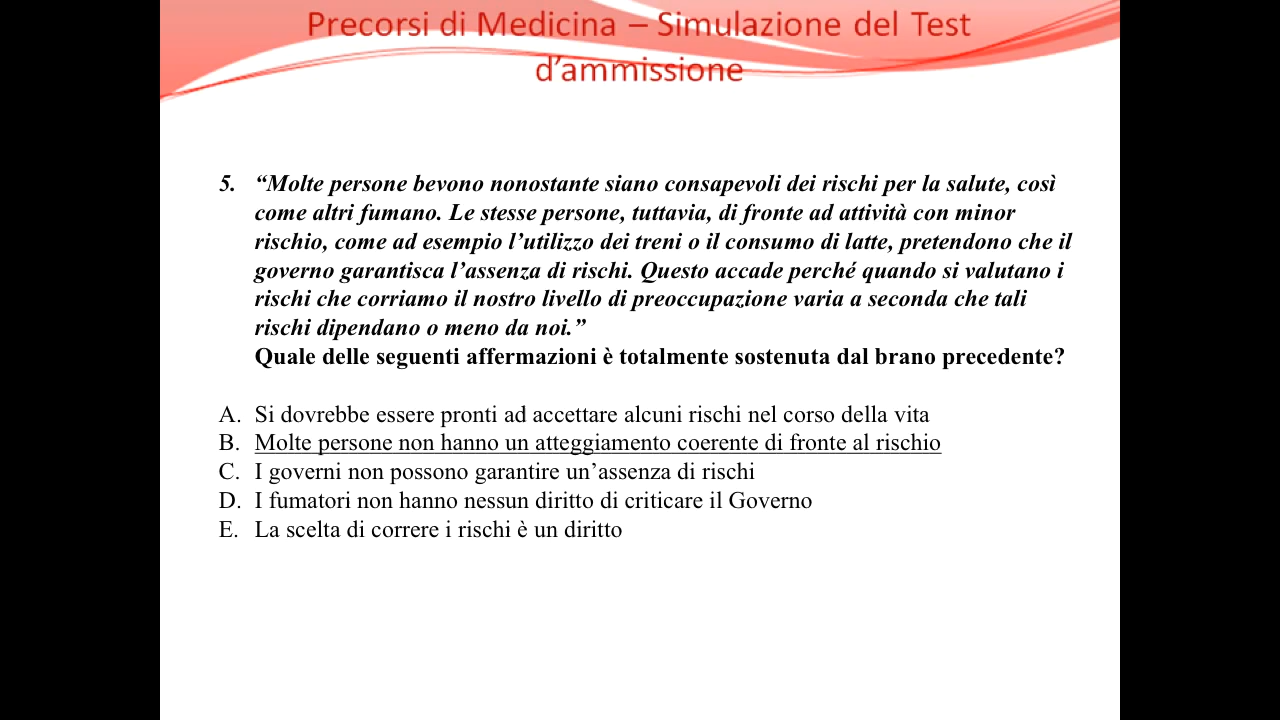 Precorsi di Medicina – Simulazione del Test
d’ammissione
5. “Molte persone bevono nonostante siano consapevoli dei rischi per la salute, così
come altri fumano. Le stesse persone, tuttavia, di fronte ad attività con minor
rischio, come ad esempio l’utilizzo dei treni o il consumo di latte, pretendono che il
governo garantisca l’assenza di rischi. Questo accade perché quando si valutano i
rischi che corriamo il nostro livello di preoccupazione varia a seconda che tali
rischi dipendano o meno da noi.”
Quale delle seguenti affermazioni è totalmente sostenuta dal brano precedente?
A. Si dovrebbe essere pronti ad accettare alcuni rischi nel corso della vita
B. Molte persone non hanno un atteggiamento coerente di fronte al rischio
C. I governi non possono garantire un’assenza di rischi
D. I fumatori non hanno nessun diritto di criticare il Governo
E. La scelta di correre i rischi è un diritto